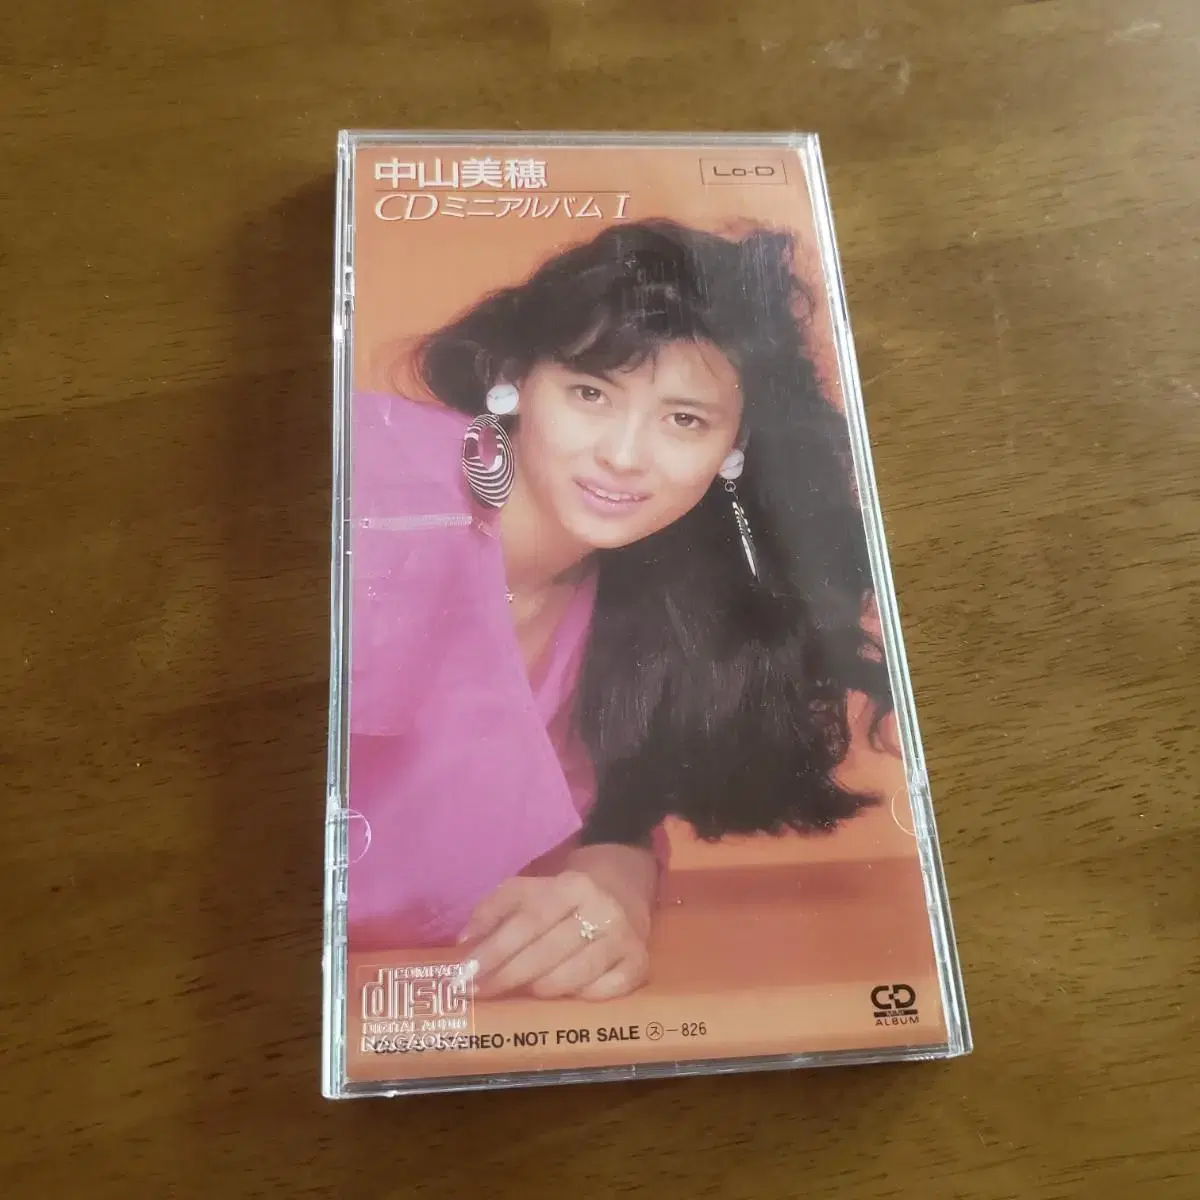 中山美穂
Lo-D
CDミニアルバム I
COMPACT
disc
DIGITAL AUDIO
NAGAOKA
STEREO・NOT FOR SALE ㋜-826
CD
MINI
ALBUM